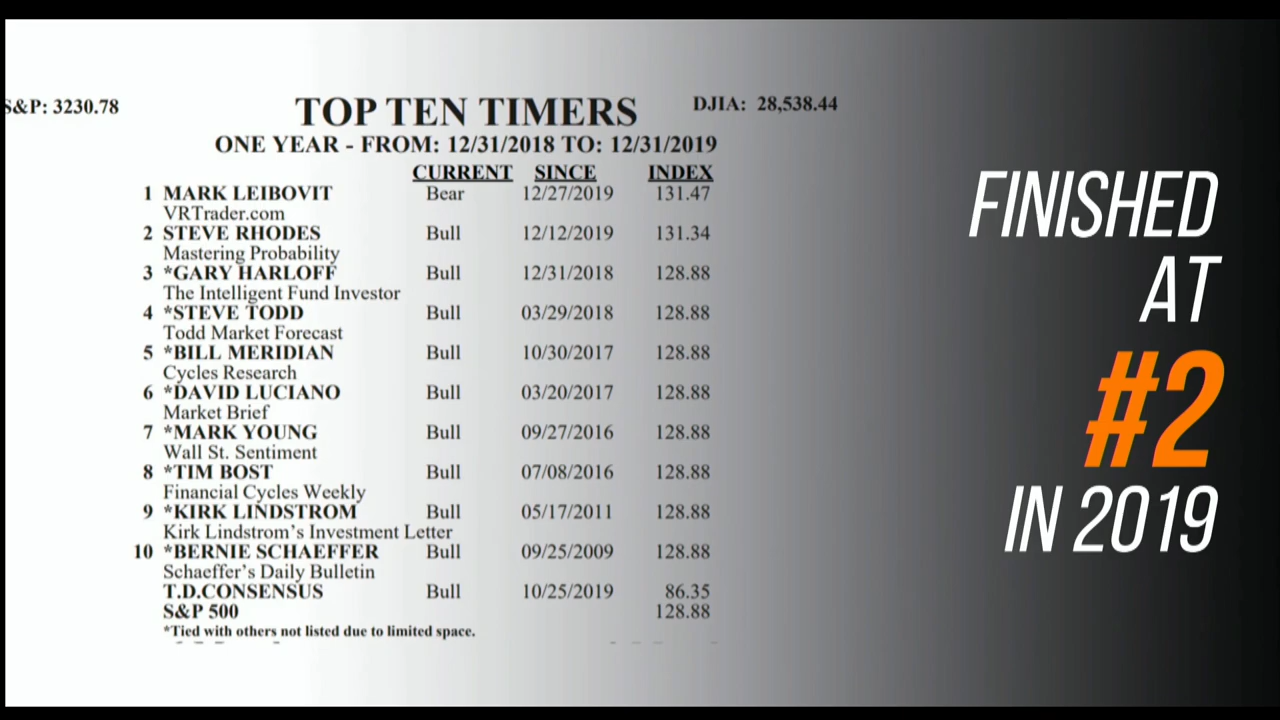 S&P: 3230.78
TOP TEN TIMERS
DJIA: 28,538.44
ONE YEAR - FROM: 12/31/2018 TO: 12/31/2019
CURRENT SINCE INDEX
1 MARK LEIBOVIT Bear 12/27/2019 131.47
VRTrader.com
2 STEVE RHODES Bull 12/12/2019 131.34
Mastering Probability
3 *GARY HARLOFF Bull 12/31/2018 128.88
The Intelligent Fund Investor
4 *STEVE TODD Bull 03/29/2018 128.88
Todd Market Forecast
5 *BILL MERIDIAN Bull 10/30/2017 128.88
Cycles Research
6 *DAVID LUCIANO Bull 03/20/2017 128.88
Market Brief
7 *MARK YOUNG Bull 09/27/2016 128.88
Wall St. Sentiment
8 *TIM BOST Bull 07/08/2016 128.88
Financial Cycles Weekly
9 *KIRK LINDSTROM Bull 05/17/2011 128.88
Kirk Lindstrom's Investment Letter
10 *BERNIE SCHAEFFER Bull 09/25/2009 128.88
Schaeffer's Daily Bulletin
T.D.CONSENSUS Bull 10/25/2019 86.35
S&P 500 128.88
*Tied with others not listed due to limited space.
FINISHED
AT
#2
IN 2019